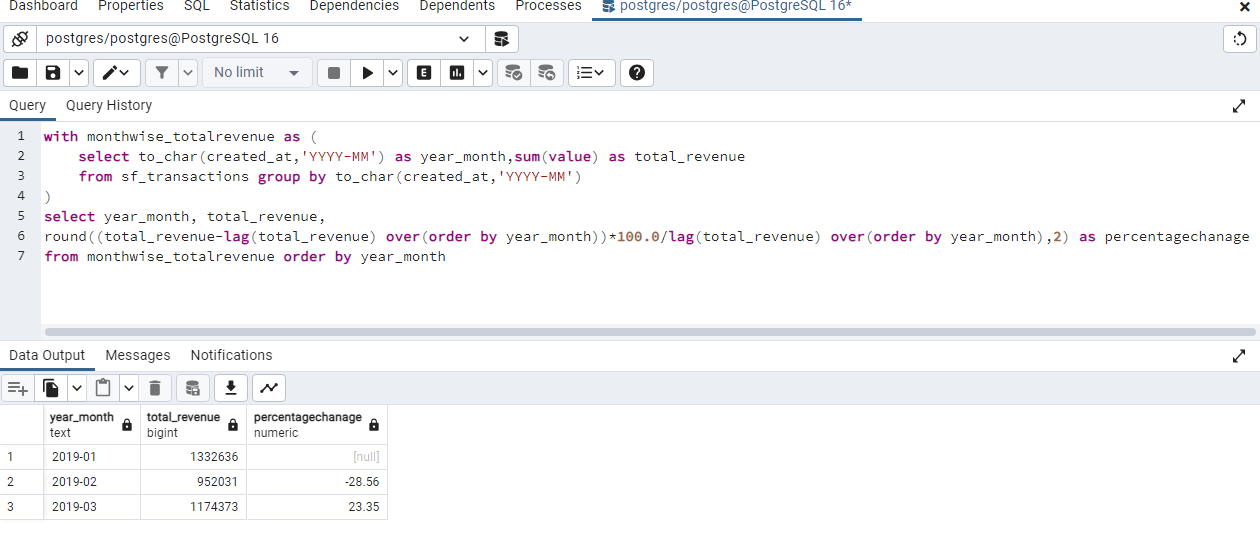 Dashboard Properties SQL Statistics Dependencies Dependents Processes postgres/postgres@PostgreSQL 16*
postgres/postgres@PostgreSQL 16
No limit
E
Query Query History
1 with monthwise_totalrevenue as (
2 select to_char(created_at,'YYYY-MM') as year_month,sum(value) as total_revenue
3 from sf_transactions group by to_char(created_at,'YYYY-MM')
4 )
5 select year_month, total_revenue,
6 round((total_revenue-lag(total_revenue) over(order by year_month))*100.0/lag(total_revenue) over(order by year_month),2) as percentagechanage
7 from monthwise_totalrevenue order by year_month
Data Output Messages Notifications
year_month total_revenue percentagechanage
text bigint numeric
1 2019-01 1332636 [null]
2 2019-02 952031 -28.56
3 2019-03 1174373 23.35